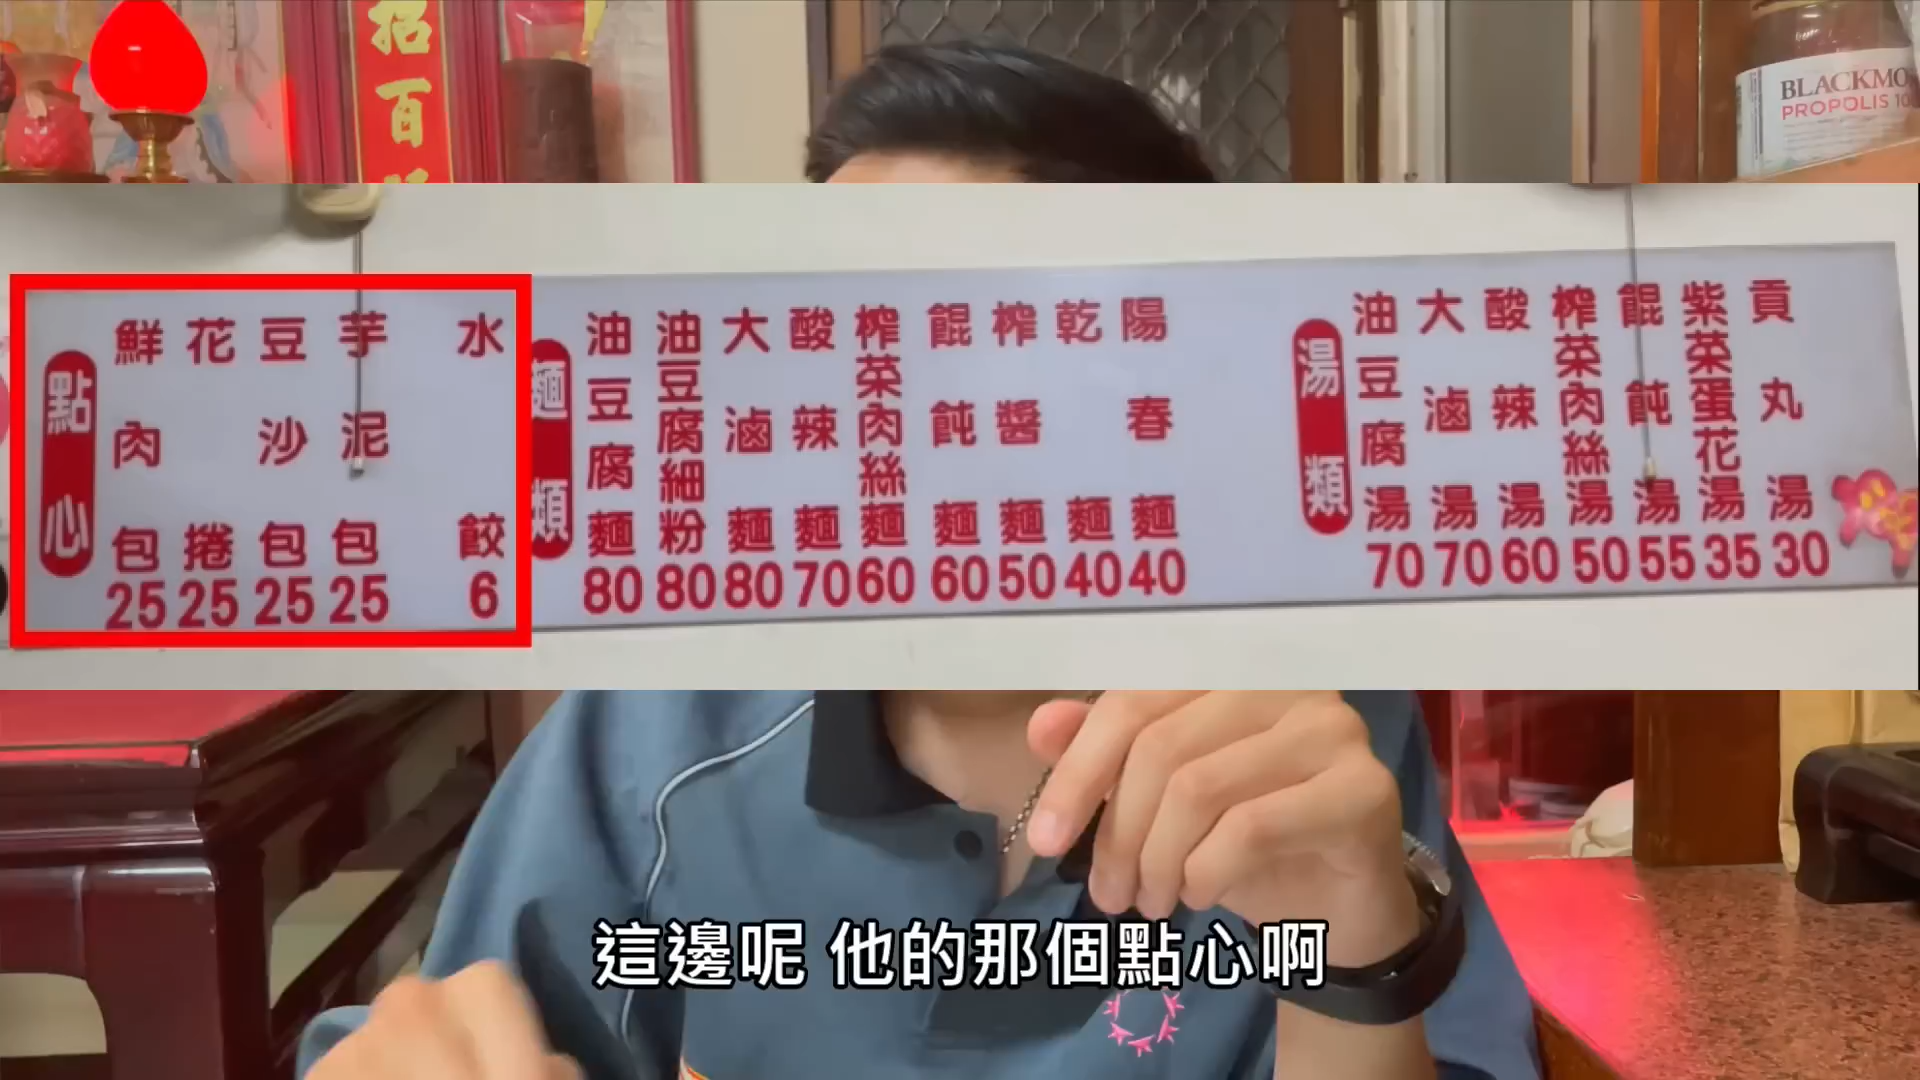 招百
BLACKMO
PROPOLIS 10
點心
鮮肉包 25
花捲 25
豆沙包 25
芋泥包 25
水餃 6
麵類
油豆腐麵 80
油豆腐細粉 80
大滷麵 80
酸辣麵 70
榨菜肉絲麵 60
餛飩麵 60
榨醬麵 50
乾麵 40
陽春麵 40
湯類
油豆腐湯 70
大滷湯 70
酸辣湯 60
榨菜肉絲湯 50
餛飩湯 55
紫菜蛋花湯 35
貢丸湯 30
這邊呢 他的那個點心啊